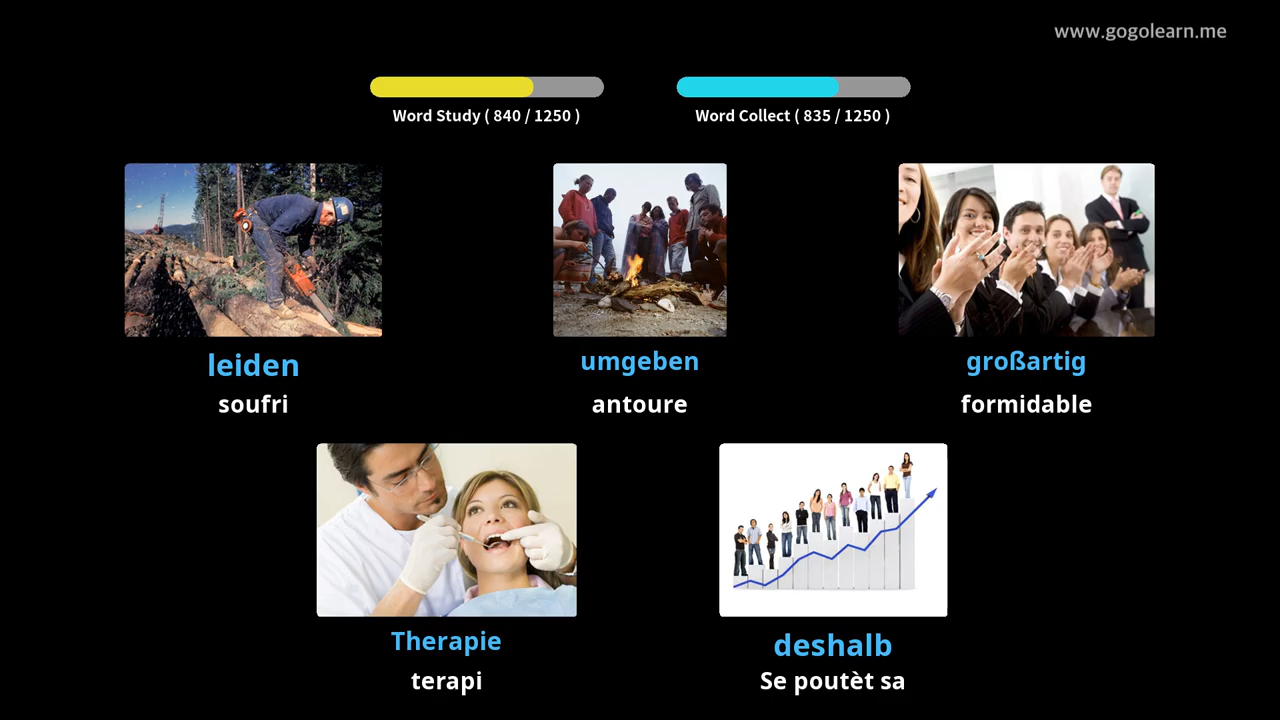 www.gogolearn.me
Word Study ( 840 / 1250 )
Word Collect ( 835 / 1250 )
leiden
soufri
umgeben
antoure
großartig
formidable
Therapie
terapi
deshalb
Se poutèt sa